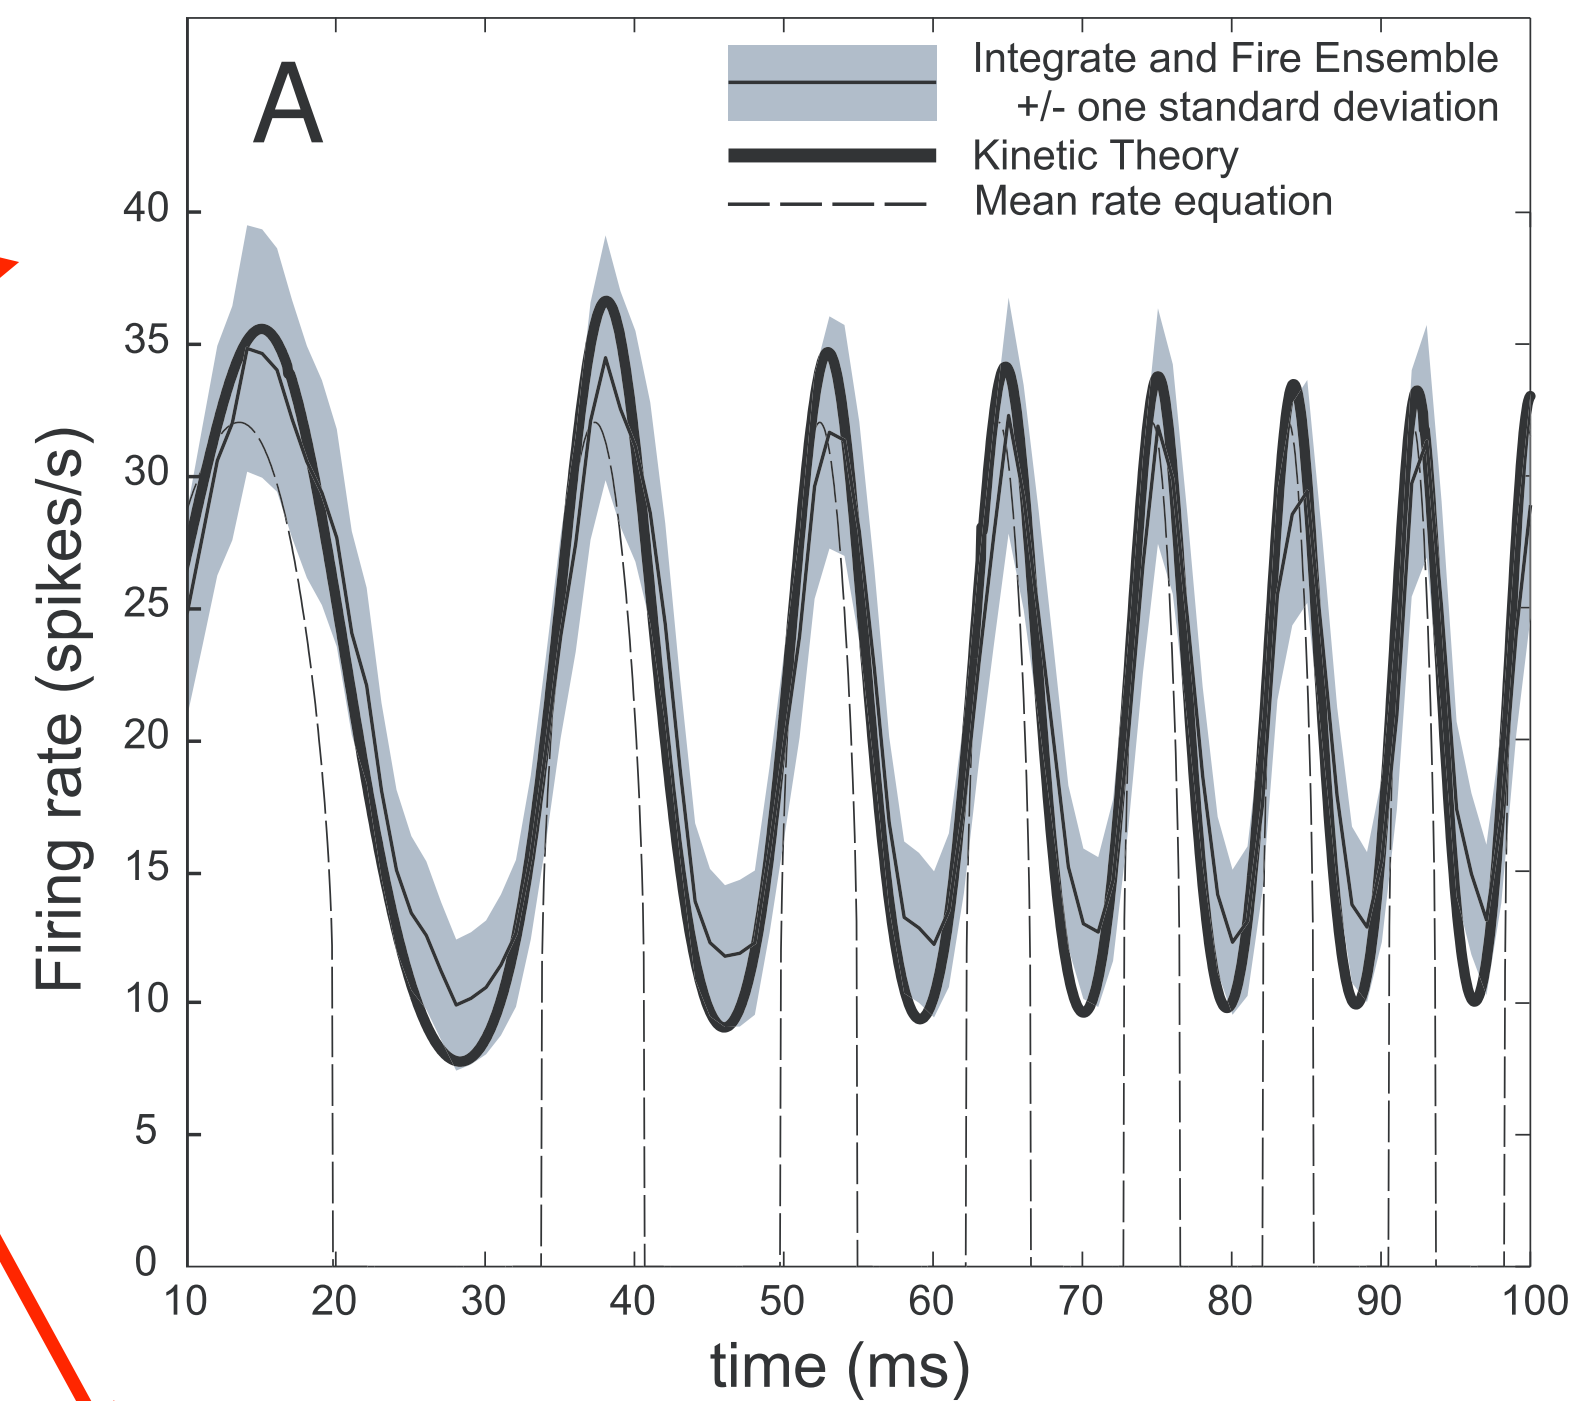 A
Integrate and Fire Ensemble
+/- one standard deviation
Kinetic Theory
Mean rate equation
40
35
30
25
20
15
10
5
0
Firing rate (spikes/s)
10 20 30 40 50 60 70 80 90 100
time (ms)